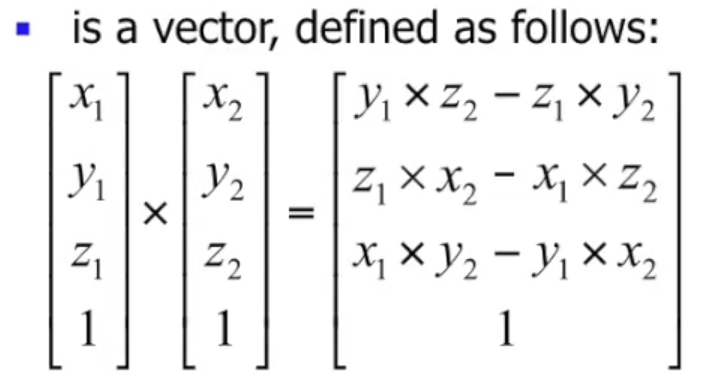 ▪ is a vector, defined as follows:
[x₁ y₁ z₁ 1] × [x₂ y₂ z₂ 1] = [y₁ × z₂ − z₁ × y₂
z₁ × x₂ − x₁ × z₂
x₁ × y₂ − y₁ × x₂
1]